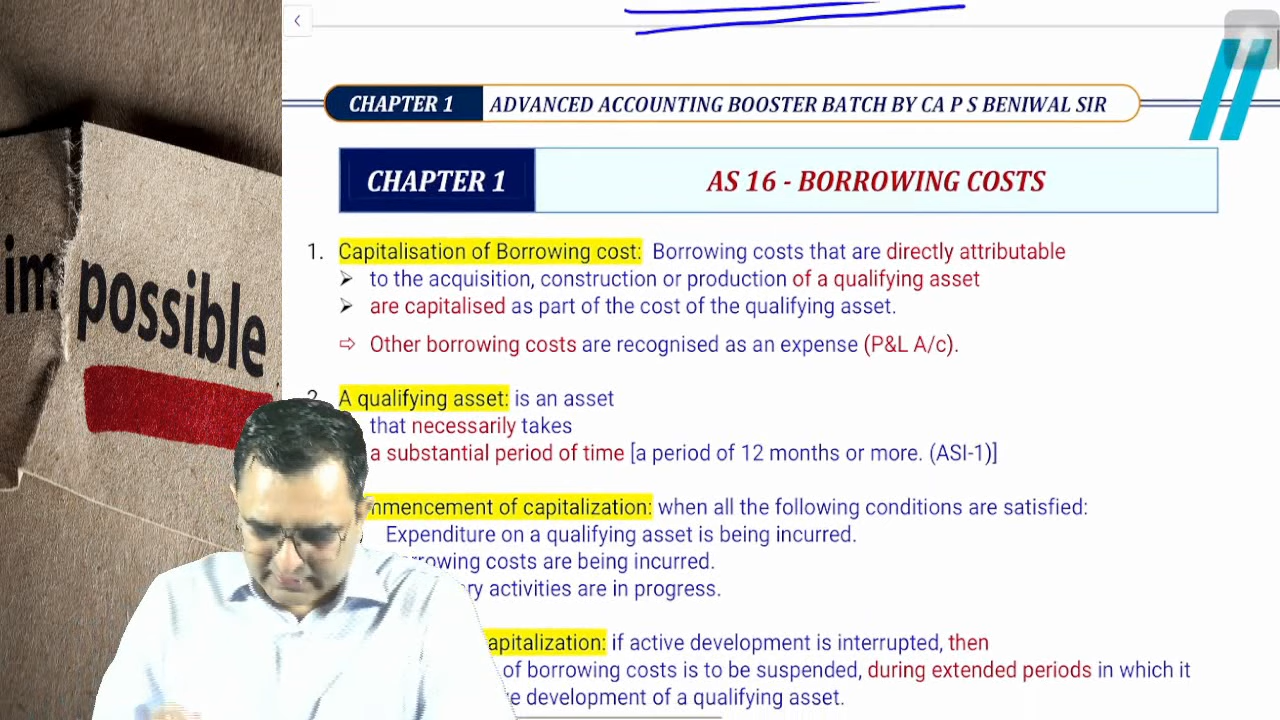 impossible
CHAPTER 1 ADVANCED ACCOUNTING BOOSTER BATCH BY CA P S BENIWAL SIR
CHAPTER 1 AS 16 - BORROWING COSTS
1. Capitalisation of Borrowing cost: Borrowing costs that are directly attributable
➢ to the acquisition, construction or production of a qualifying asset
➢ are capitalised as part of the cost of the qualifying asset.
⇨ Other borrowing costs are recognised as an expense (P&L A/c).
2. A qualifying asset: is an asset
that necessarily takes
a substantial period of time [a period of 12 months or more. (ASI-1)]
mmencement of capitalization: when all the following conditions are satisfied:
Expenditure on a qualifying asset is being incurred.
rrowing costs are being incurred.
ry activities are in progress.
apitalization: if active development is interrupted, then
of borrowing costs is to be suspended, during extended periods in which it
e development of a qualifying asset.